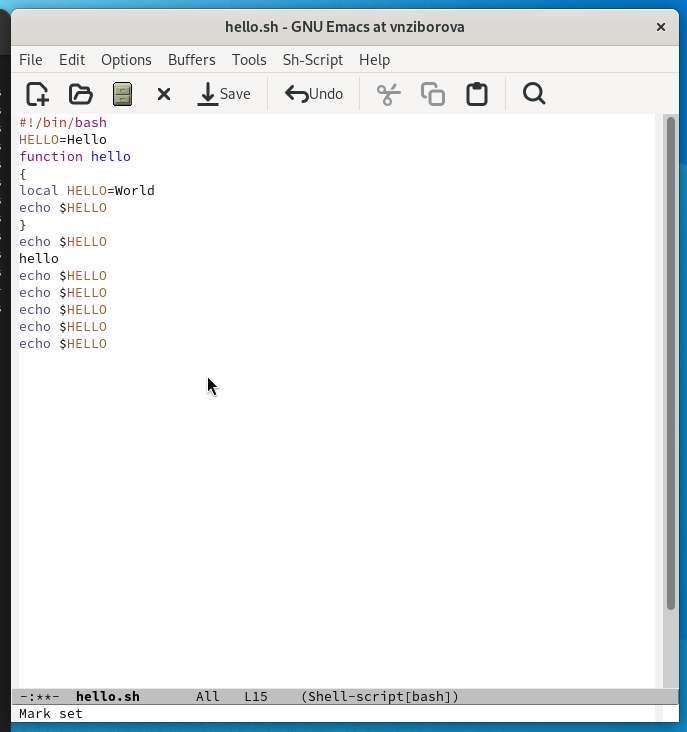 hello.sh - GNU Emacs at vnziborova
File Edit Options Buffers Tools Sh-Script Help
Save Undo
#!/bin/bash
HELLO=Hello
function hello
{
local HELLO=World
echo $HELLO
}
echo $HELLO
hello
echo $HELLO
echo $HELLO
echo $HELLO
echo $HELLO
echo $HELLO
-:**- hello.sh All L15 (Shell-script[bash])
Mark set